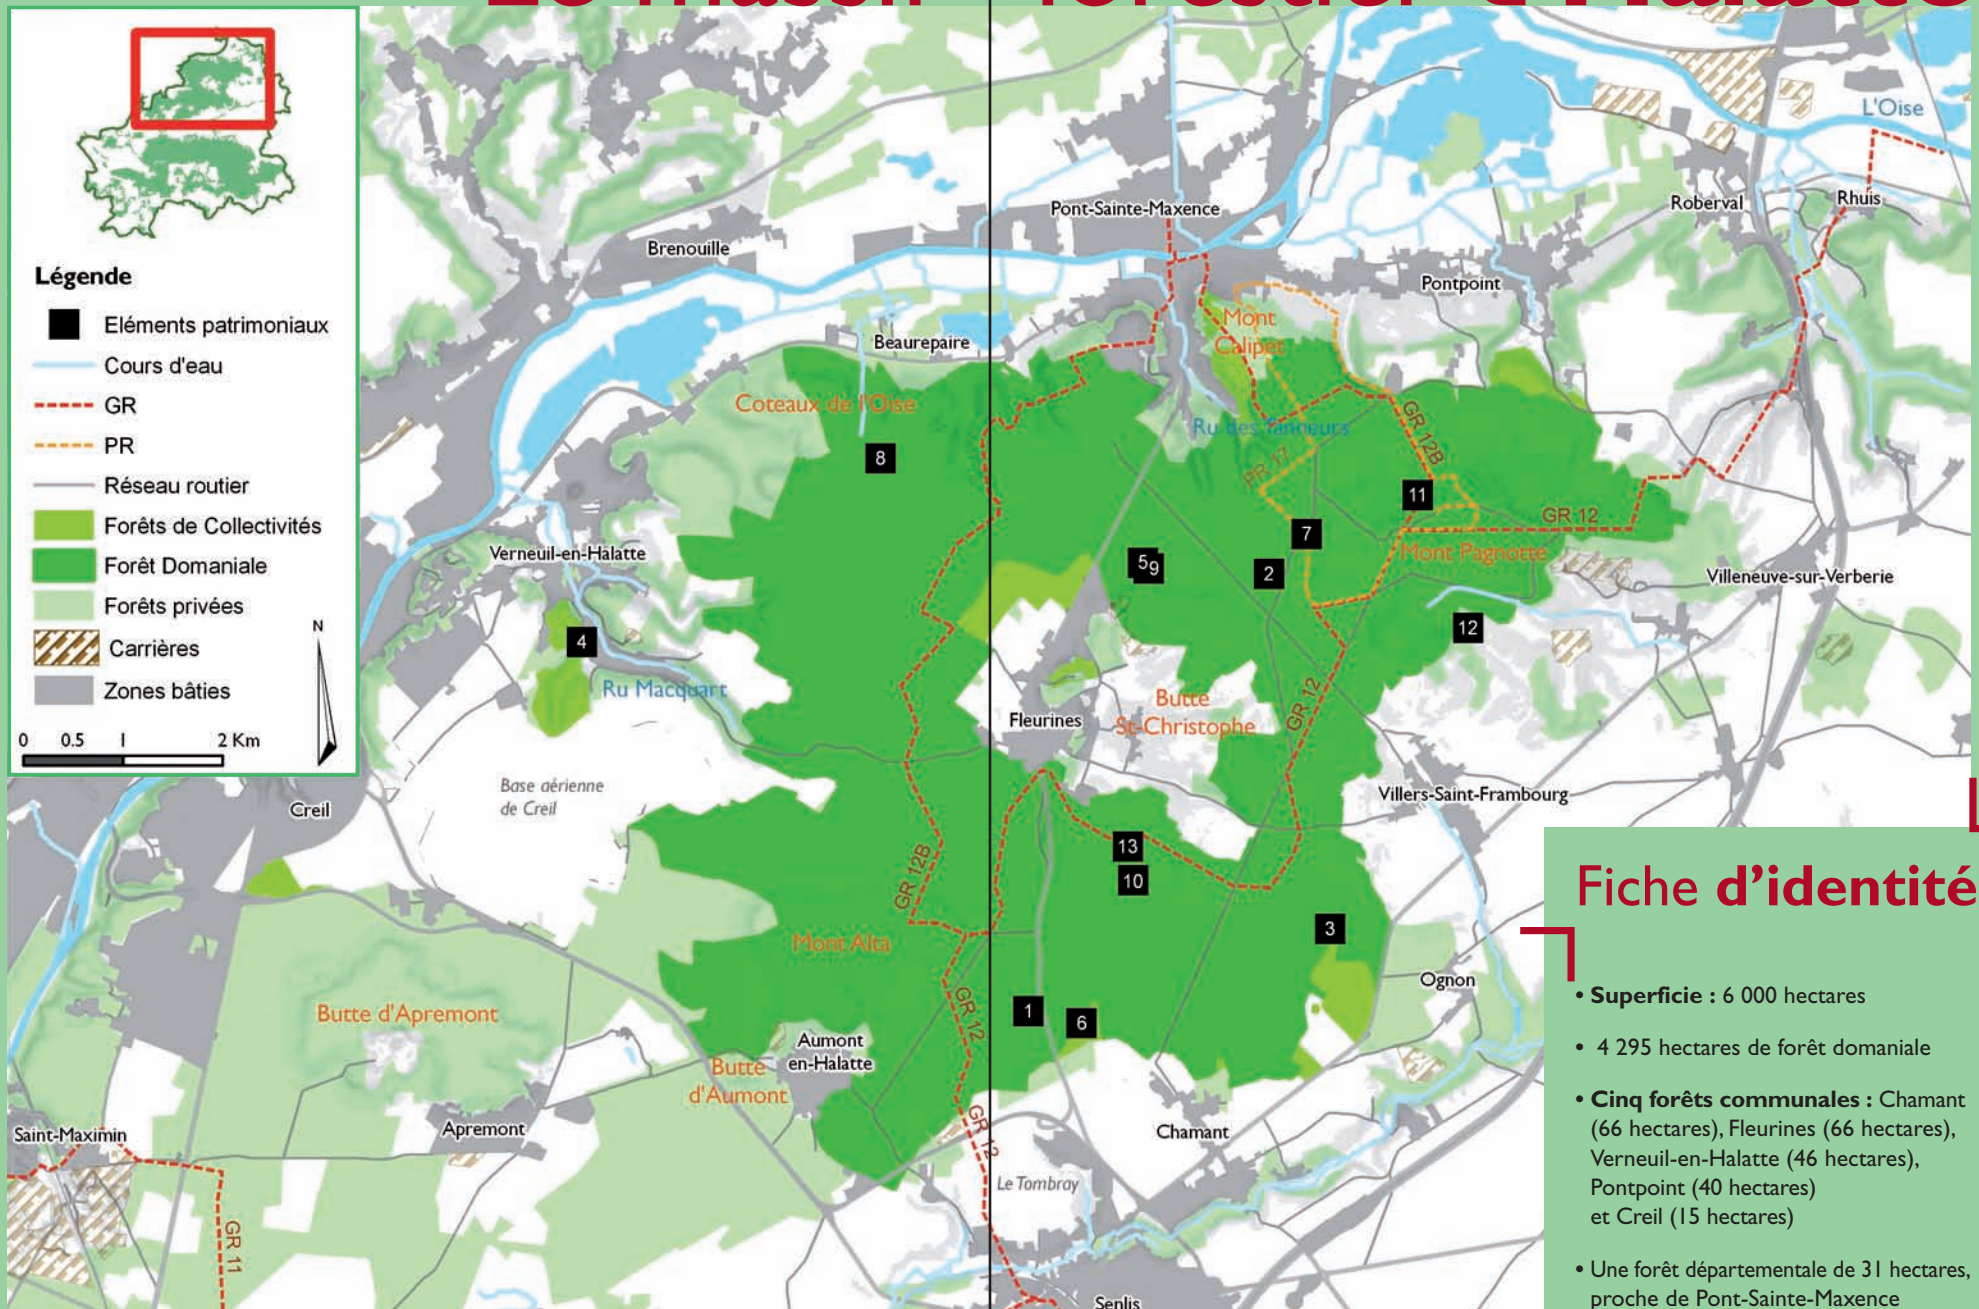 Le massif forestier d'Halatte
Légende
Eléments patrimoniaux
Cours d'eau
GR
PR
Réseau routier
Forêts de Collectivités
Forêt Domaniale
Forêts privées
Carrières
Zones bâties
N
0 0.5 1 2 Km
L'Oise
Roberval
Rhuis
Pont-Sainte-Maxence
Brenouille
Pontpoint
Mont
Calipet
Beaurepaire
Coteaux de l'Oise
Ru des Tanneurs
GR 12B
PR 17
8
11
GR 12
7
Mont Pagnotte
Verneuil-en-Halatte
5
9
2
Villeneuve-sur-Verberie
4
12
Ru Macquart
Butte
St-Christophe
GR 12
Fleurines
Base aérienne
de Creil
Creil
Villers-Saint-Frambourg
13
10
GR 12B
3
Mont Alta
Ognon
Butte d'Apremont
GR 12
1
6
Aumont
en-Halatte
Butte
d'Aumont
Saint-Maximin
Apremont
GR 12
Chamant
Le Tombray
GR 11
Senlis
Fiche d'identité
• Superficie : 6 000 hectares
• 4 295 hectares de forêt domaniale
• Cinq forêts communales : Chamant
(66 hectares), Fleurines (66 hectares),
Verneuil-en-Halatte (46 hectares),
Pontpoint (40 hectares)
et Creil (15 hectares)
• Une forêt départementale de 31 hectares,
proche de Pont-Sainte-Maxence